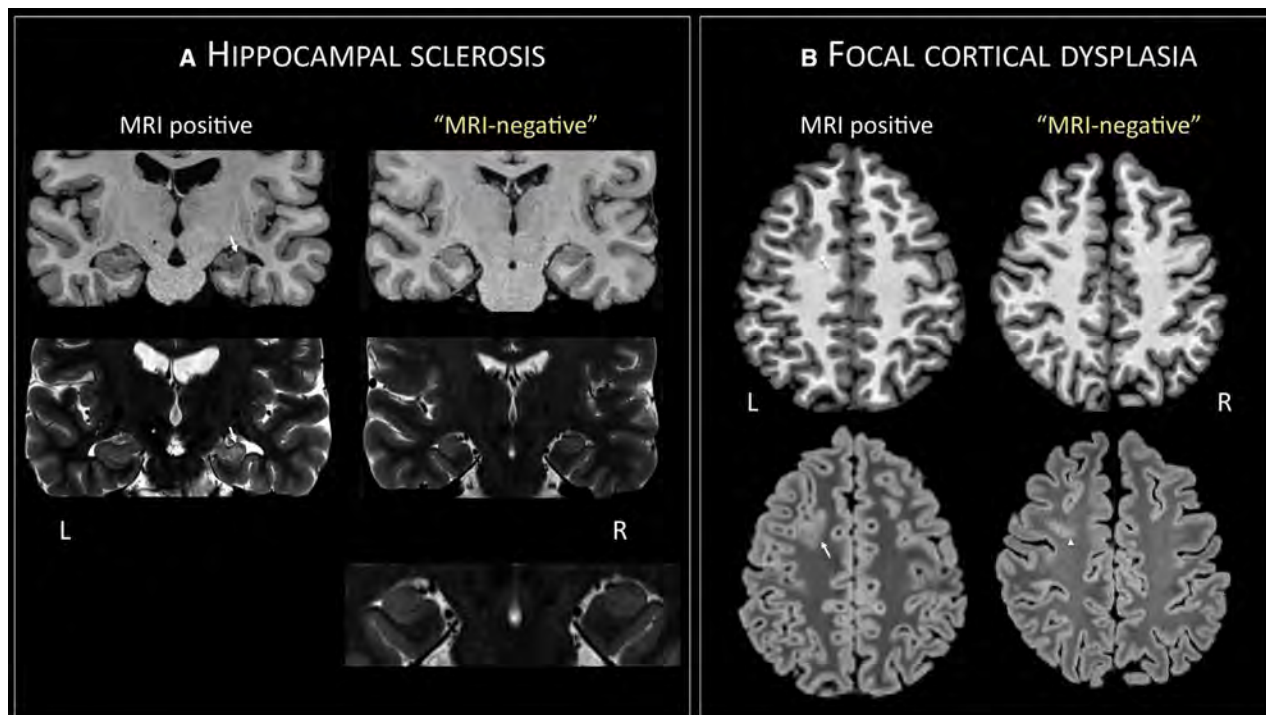 A HIPPOCAMPAL SCLEROSIS
MRI positive
“MRI-negative”
L
R
B FOCAL CORTICAL DYSPLASIA
MRI positive
“MRI-negative”
L
R